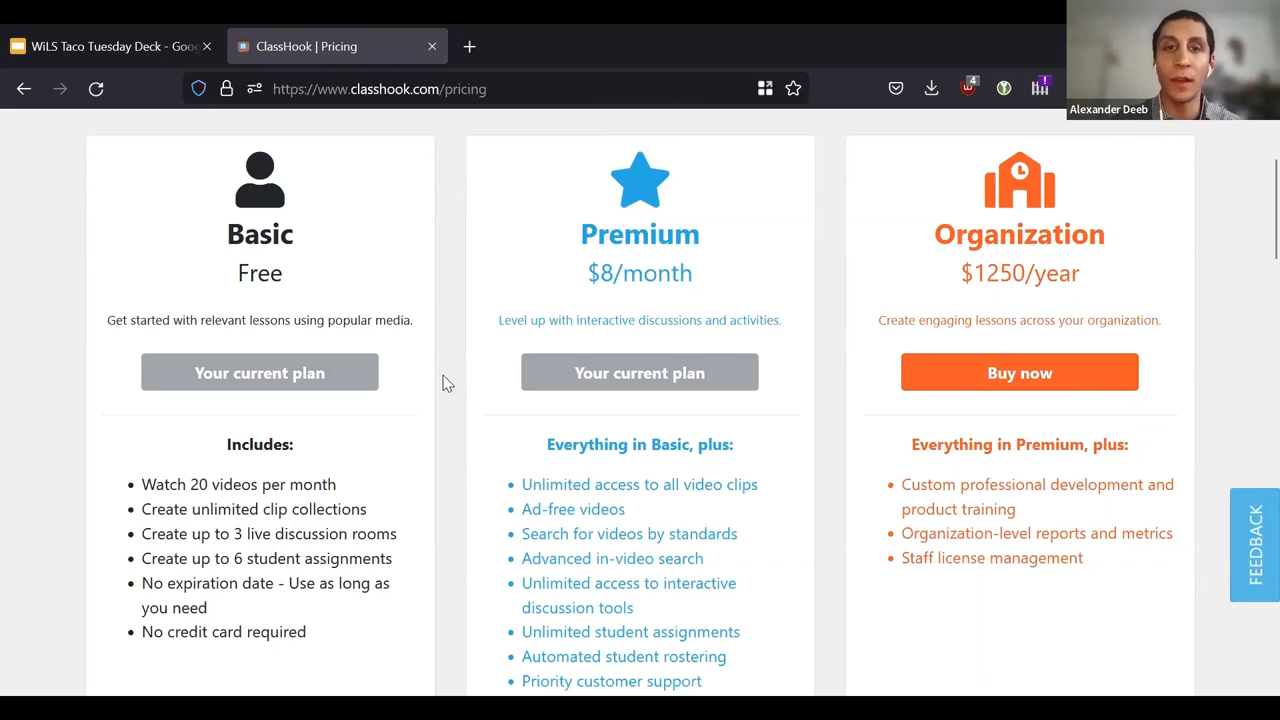 WiLS Taco Tuesday Deck - Goo
ClassHook | Pricing
https://www.classhook.com/pricing
4
Alexander Deeb
Basic
Free
Get started with relevant lessons using popular media.
Your current plan
Includes:
Watch 20 videos per month
Create unlimited clip collections
Create up to 3 live discussion rooms
Create up to 6 student assignments
No expiration date - Use as long as
you need
No credit card required
Premium
$8/month
Level up with interactive discussions and activities.
Your current plan
Everything in Basic, plus:
Unlimited access to all video clips
Ad-free videos
Search for videos by standards
Advanced in-video search
Unlimited access to interactive
discussion tools
Unlimited student assignments
Automated student rostering
Priority customer support
Organization
$1250/year
Create engaging lessons across your organization.
Buy now
Everything in Premium, plus:
Custom professional development and
product training
Organization-level reports and metrics
Staff license management
FEEDBACK